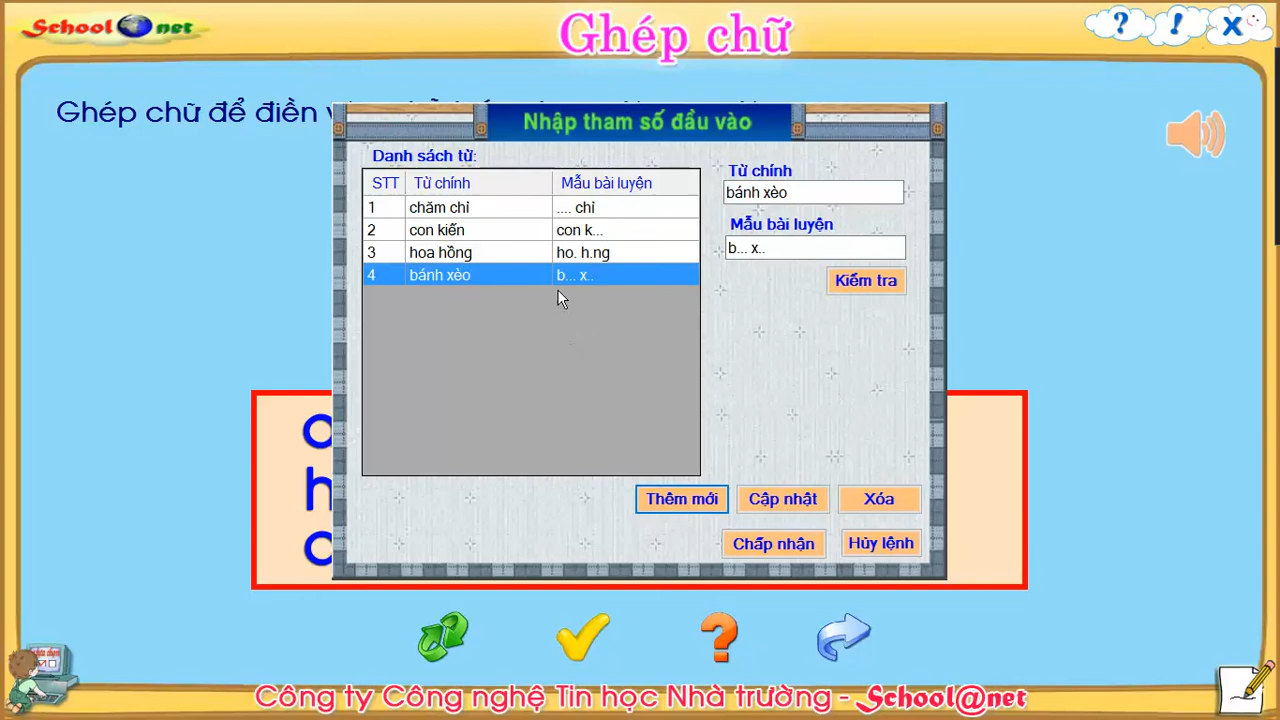 School net
Ghép chữ
? ! X
Ghép chữ để điền v
Nhập tham số đầu vào
Danh sách từ:
STT Từ chính Mẫu bài luyện
1 chăm chỉ .... chỉ
2 con kiến con k...
3 hoa hồng ho. h.ng
4 bánh xèo b... x..
Từ chính
bánh xèo
Mẫu bài luyện
b... x..
Kiểm tra
h
Thêm mới Cập nhật Xóa
Chấp nhận Hủy lệnh
Công ty Công nghệ Tin học Nhà trường - School@net